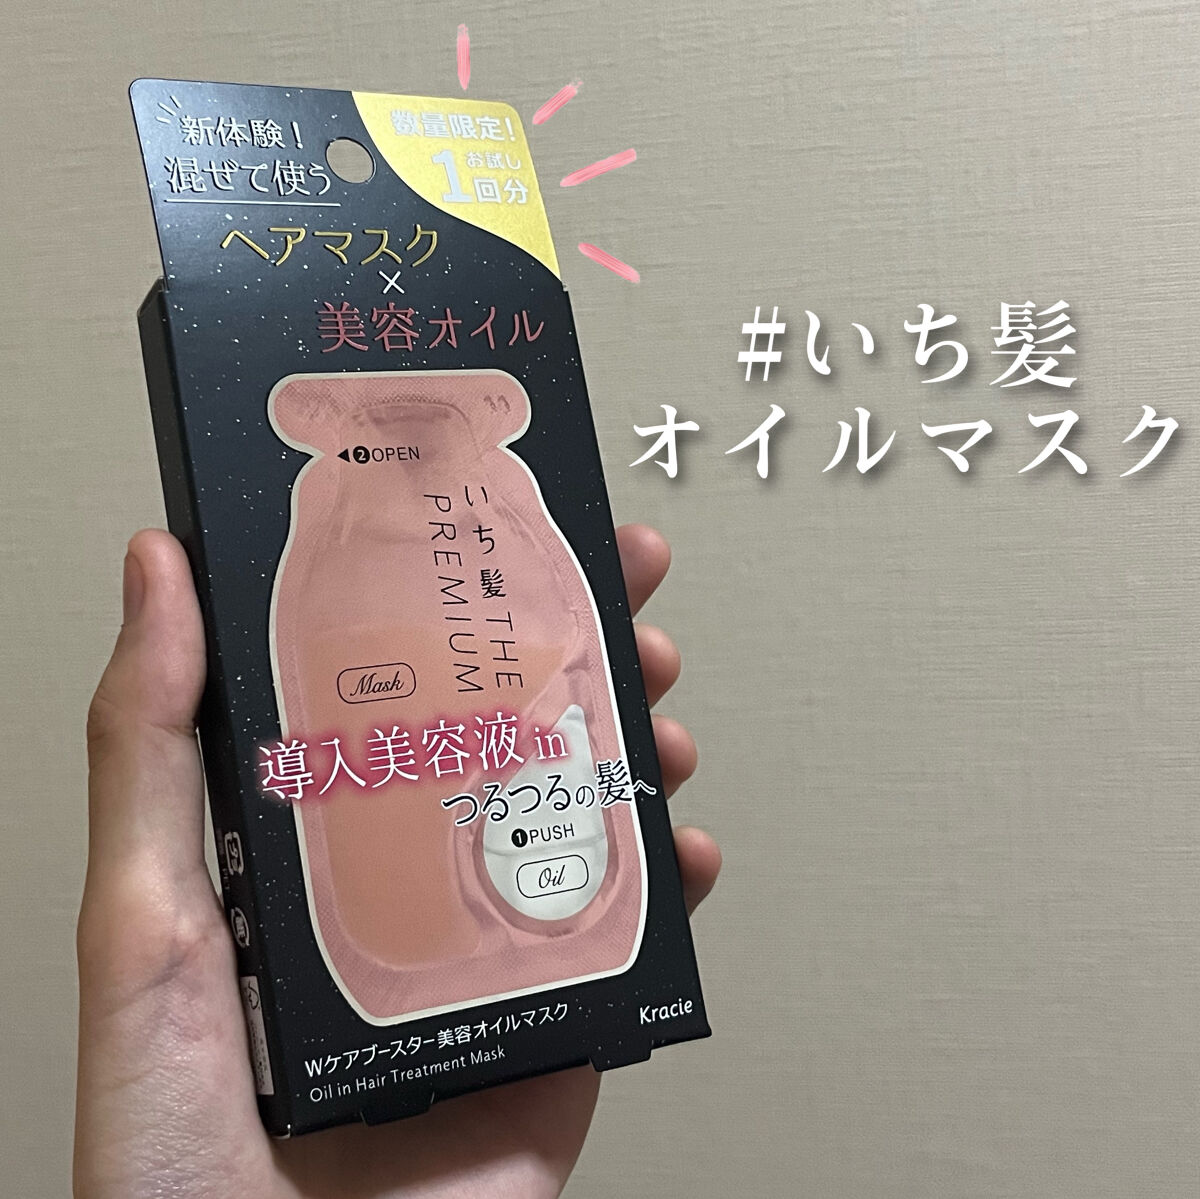 新体験!
混ぜて使う
数量限定!
お試し
1回分
ヘアマスク
×
美容オイル
#いち髪
オイルマスク
◀❷OPEN
いち髪 THE
PREMIUM
Mask
導入美容液in
つるつるの髪へ
❶PUSH
Oil
Wケアブースター美容オイルマスク
Oil in Hair Treatment Mask
Kracie